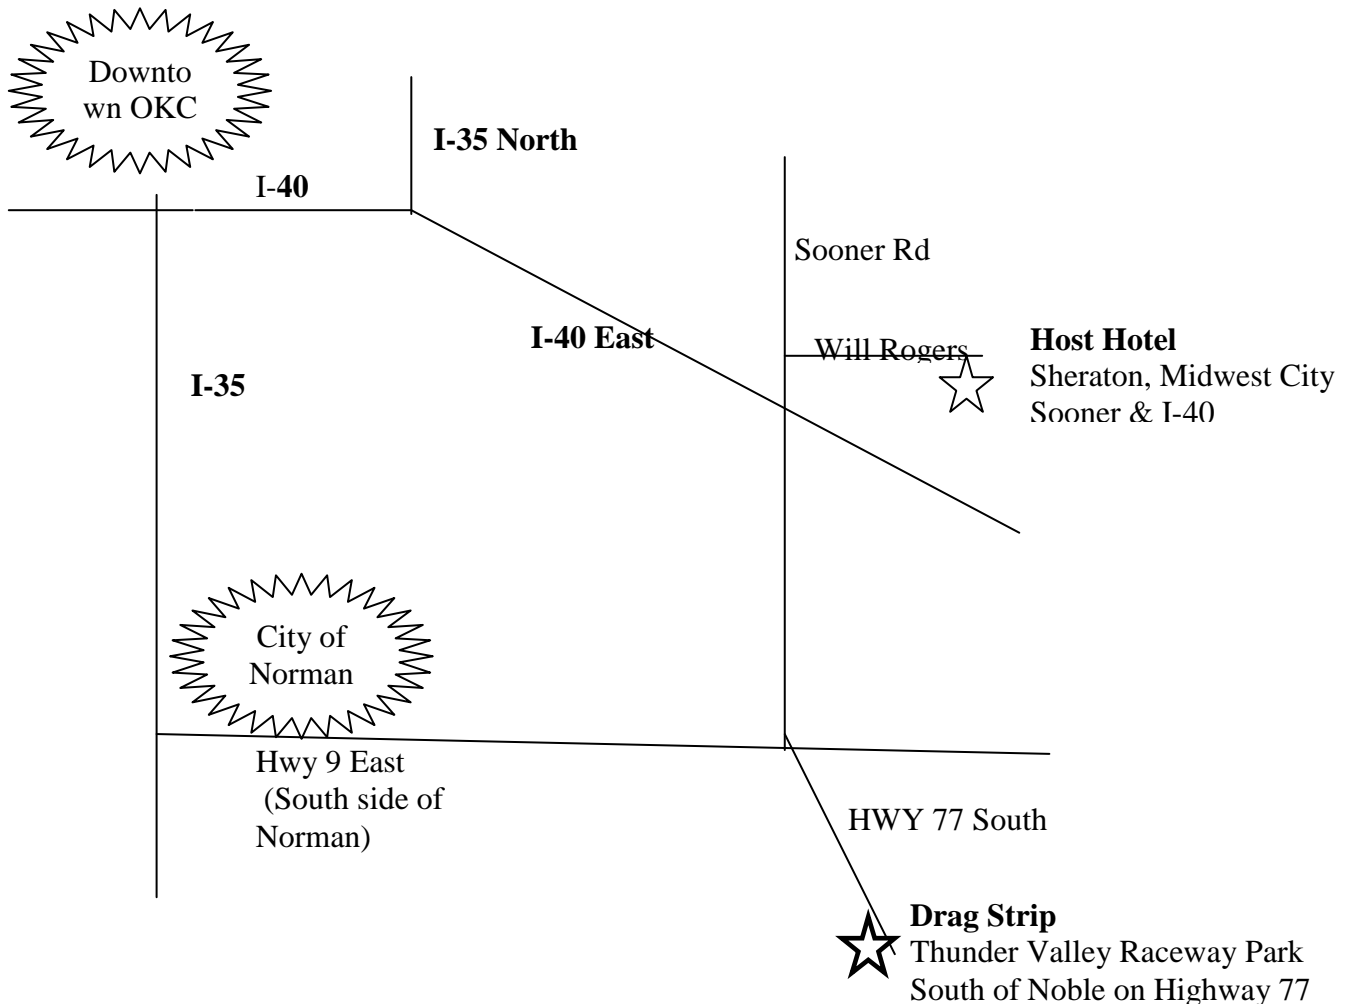 Downto
wn OKC
I-35 North
I-40
Sooner Rd
I-40 East
Will Rogers
Host Hotel
Sheraton, Midwest City
Sooner & I-40
I-35
City of
Norman
Hwy 9 East
(South side of
Norman)
HWY 77 South
Drag Strip
Thunder Valley Raceway Park
South of Noble on Highway 77